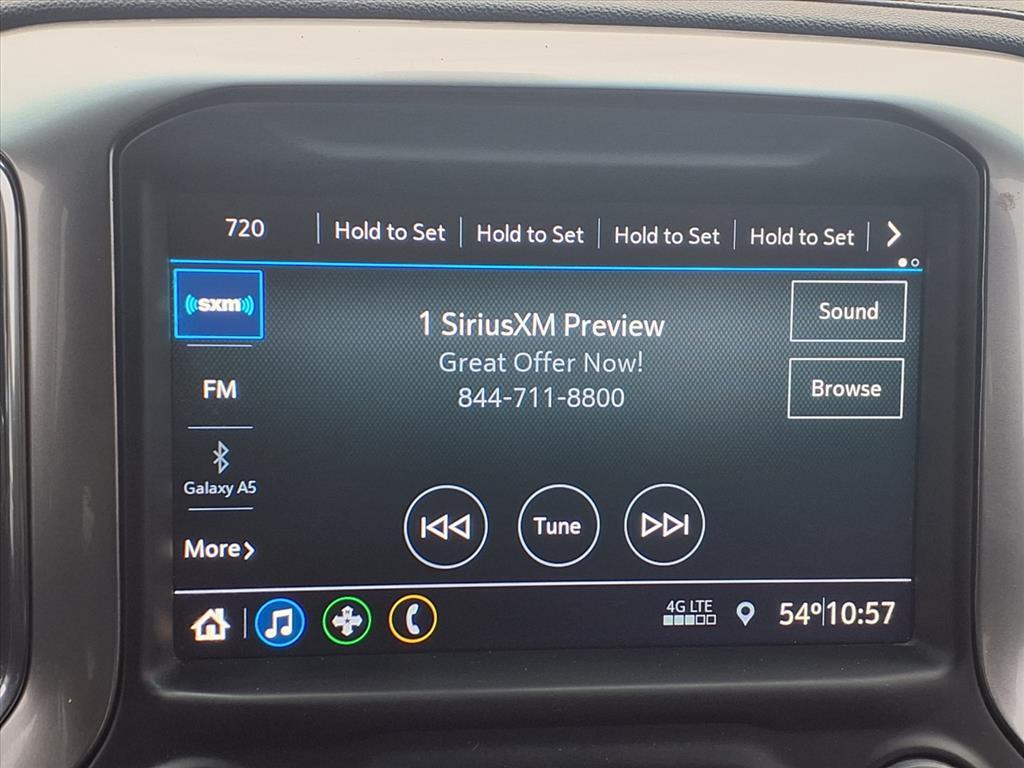 720 Hold to Set Hold to Set Hold to Set Hold to Set
sxm
1 SiriusXM Preview
Great Offer Now!
844-711-8800
Sound
Browse
FM
Galaxy A5
More
Tune
4G LTE
54º 10:57